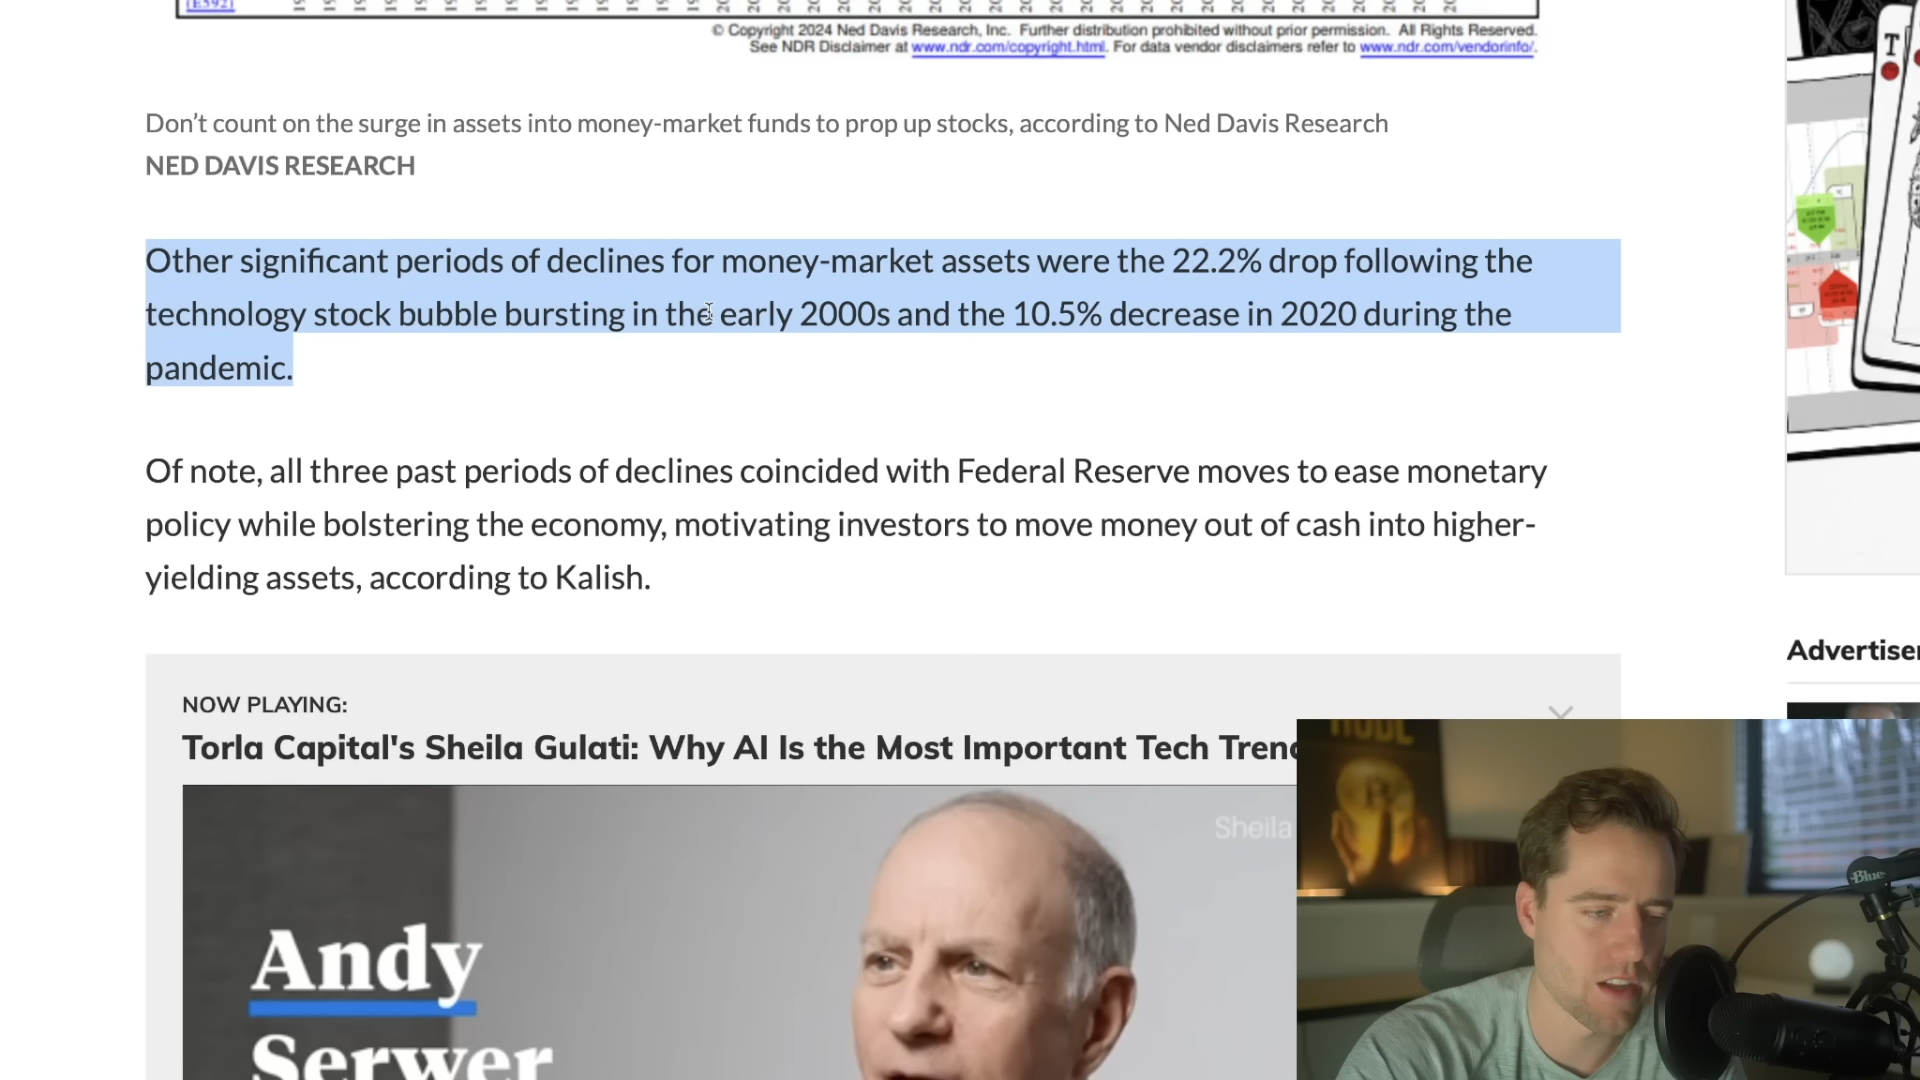 (E592)
© Copyright 2024 Ned Davis Research, Inc. Further distribution prohibited without prior permission. All Rights Reserved.
See NDR Disclaimer at www.ndr.com/copyright.html. For data vendor disclaimers refer to www.ndr.com/vendorinfo/.
Don’t count on the surge in assets into money-market funds to prop up stocks, according to Ned Davis Research
NED DAVIS RESEARCH
Other significant periods of declines for money-market assets were the 22.2% drop following the
technology stock bubble bursting in the early 2000s and the 10.5% decrease in 2020 during the
pandemic.
Of note, all three past periods of declines coincided with Federal Reserve moves to ease monetary
policy while bolstering the economy, motivating investors to move money out of cash into higher-
yielding assets, according to Kalish.
NOW PLAYING:
Torla Capital's Sheila Gulati: Why AI Is the Most Important Tech Tren
Sheila
Andy
Serwer
T
Advertise
HODL
Blue